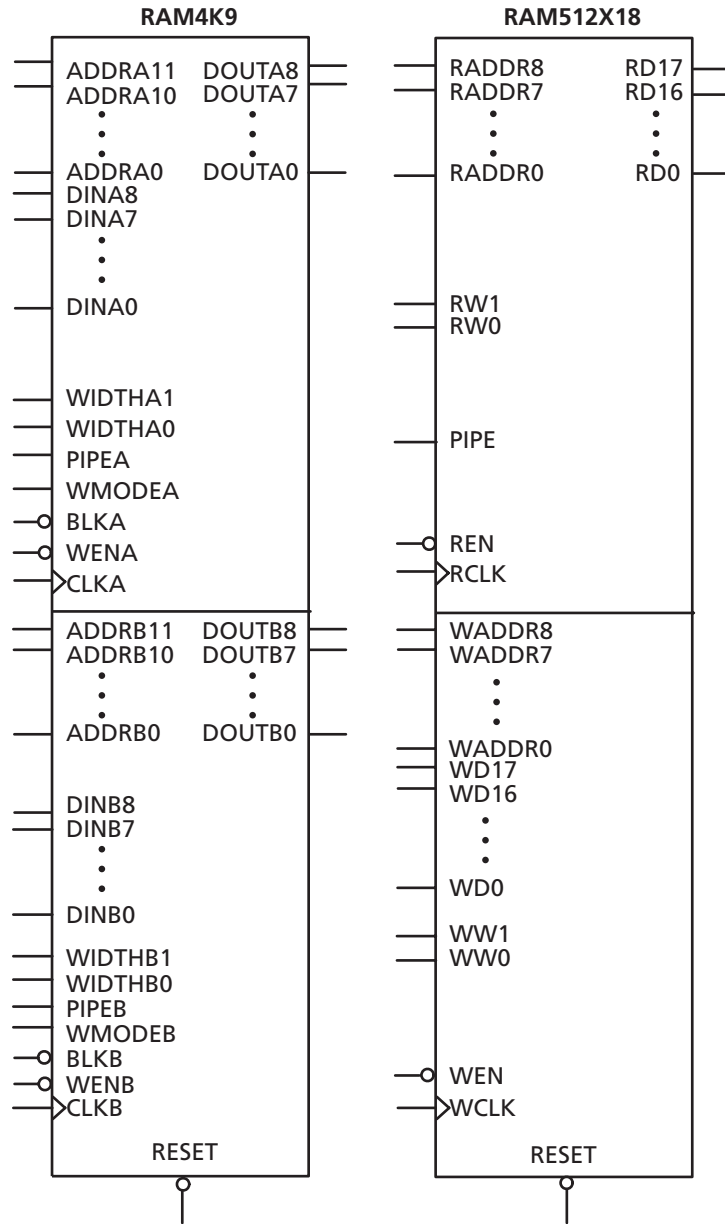 RAM4K9
ADDRA11 DOUTA8
ADDRA10 DOUTA7
ADDRA0 DOUTA0
DINA8
DINA7
DINA0
WIDTHA1
WIDTHA0
PIPEA
WMODEA
BLKA
WENA
CLKA
ADDRB11 DOUTB8
ADDRB10 DOUTB7
ADDRB0 DOUTB0
DINB8
DINB7
DINB0
WIDTHB1
WIDTHB0
PIPEB
WMODEB
BLKB
WENB
CLKB
RESET
RAM512X18
RADDR8 RD17
RADDR7 RD16
RADDR0 RD0
RW1
RW0
PIPE
REN
RCLK
WADDR8
WADDR7
WADDR0
WD17
WD16
WD0
WW1
WW0
WEN
WCLK
RESET